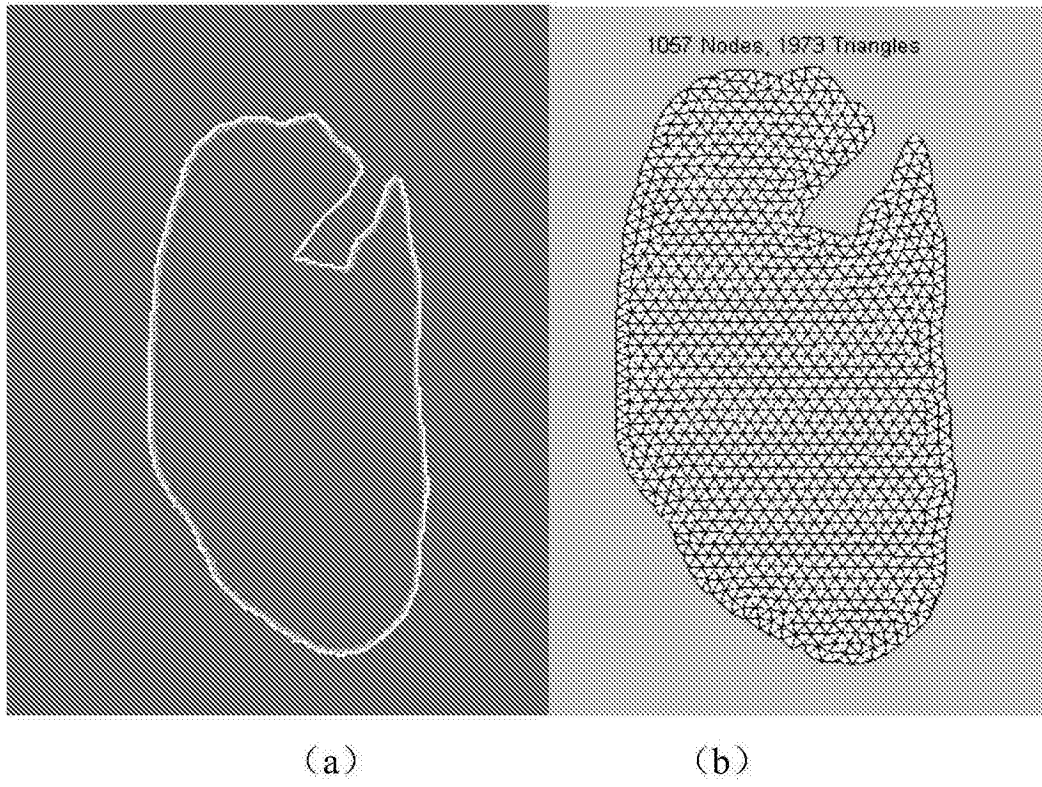 1057 Nodes, 1973 Triangles
（a）
（b）